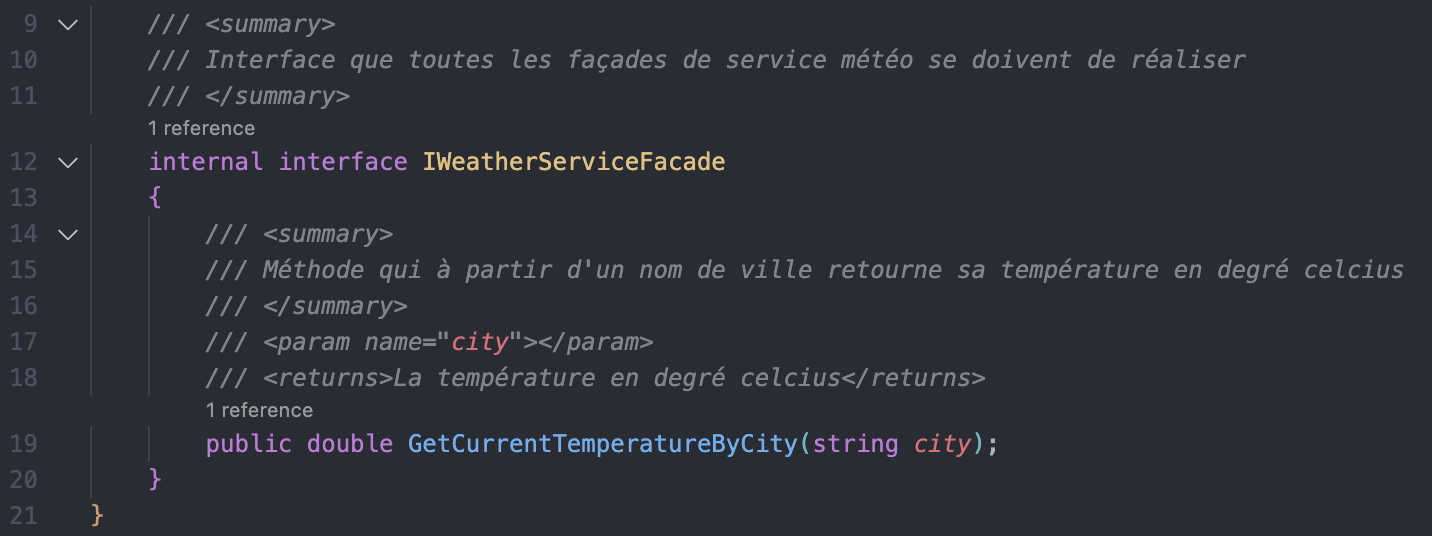 9 /// <summary>
10 /// Interface que toutes les façades de service météo se doivent de réaliser
11 /// </summary>
1 reference
12 internal interface IWeatherServiceFacade
13 {
14 /// <summary>
15 /// Méthode qui à partir d'un nom de ville retourne sa température en degré celcius
16 /// </summary>
17 /// <param name="city"></param>
18 /// <returns>La température en degré celcius</returns>
1 reference
19 public double GetCurrentTemperatureByCity(string city);
20 }
21 }